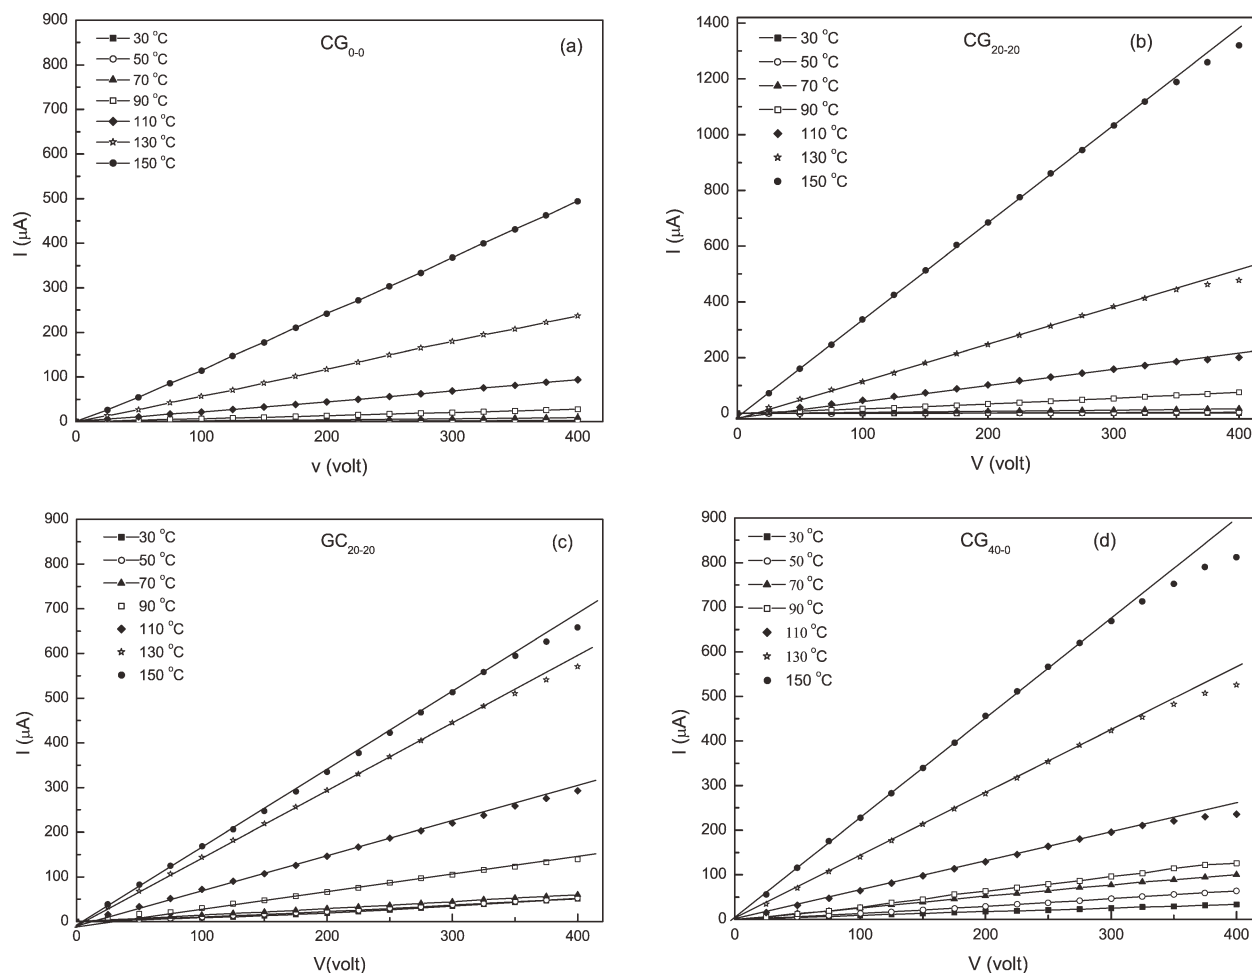 CG0-0
(a)
30 °C
50 °C
70 °C
90 °C
110 °C
130 °C
150 °C
900
800
700
600
500
400
300
200
100
0
I (μA)
0 100 200 300 400
v (volt)
CG20-20
(b)
30 °C
50 °C
70 °C
90 °C
110 °C
130 °C
150 °C
1400
1200
1000
800
600
400
200
0
I (μA)
0 100 200 300 400
V (volt)
GC20-20
(c)
30 °C
50 °C
70 °C
90 °C
110 °C
130 °C
150 °C
900
800
700
600
500
400
300
200
100
0
I (μA)
0 100 200 300 400
V(volt)
CG40-0
(d)
30 °C
50 °C
70 °C
90 °C
110 °C
130 °C
150 °C
900
800
700
600
500
400
300
200
100
0
I (μA)
0 100 200 300 400
V (volt)